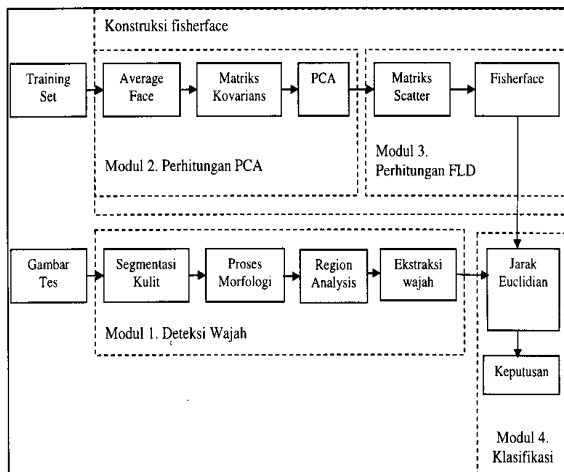 Konstruksi fisherface
Training
Set
Average
Face
Matriks
Kovarians
PCA
Matriks
Scatter
Fisherface
Modul 2. Perhitungan PCA
Modul 3.
Perhitungan FLD
Gambar
Tes
Segmentasi
Kulit
Proses
Morfologi
Region
Analysis
Ekstraksi
wajah
Jarak
Euclidian
Modul 1. Deteksi Wajah
Keputusan
Modul 4.
Klasifikasi